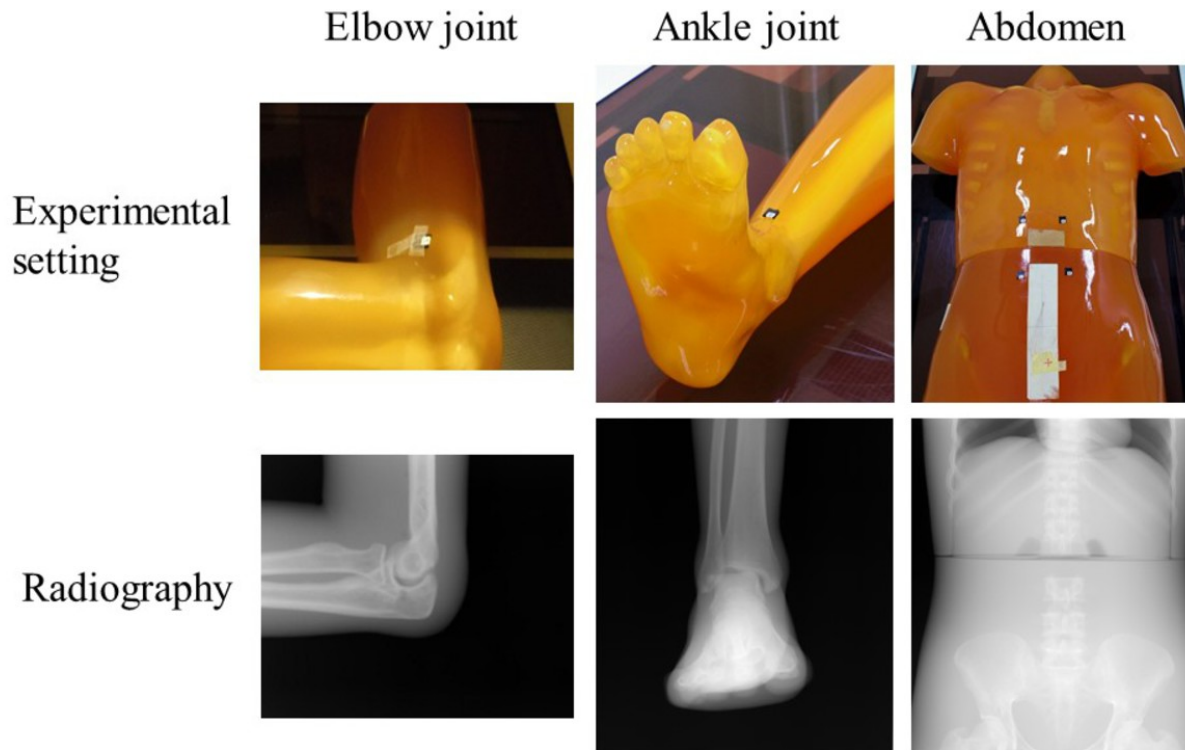 Elbow joint
Ankle joint
Abdomen
Experimental
setting
Radiography